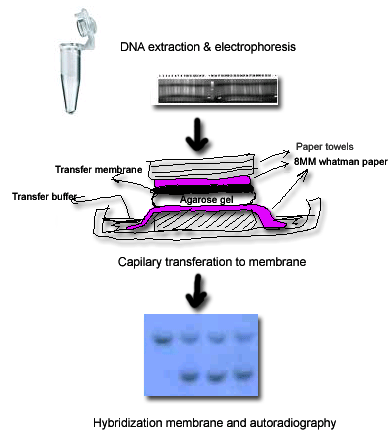 DNA extraction & electrophoresis
Paper towels
8MM whatman paper
Transfer membrane
Transfer buffer
Agarose gel
Capilary transferation to membrane
Hybridization membrane and autoradiography